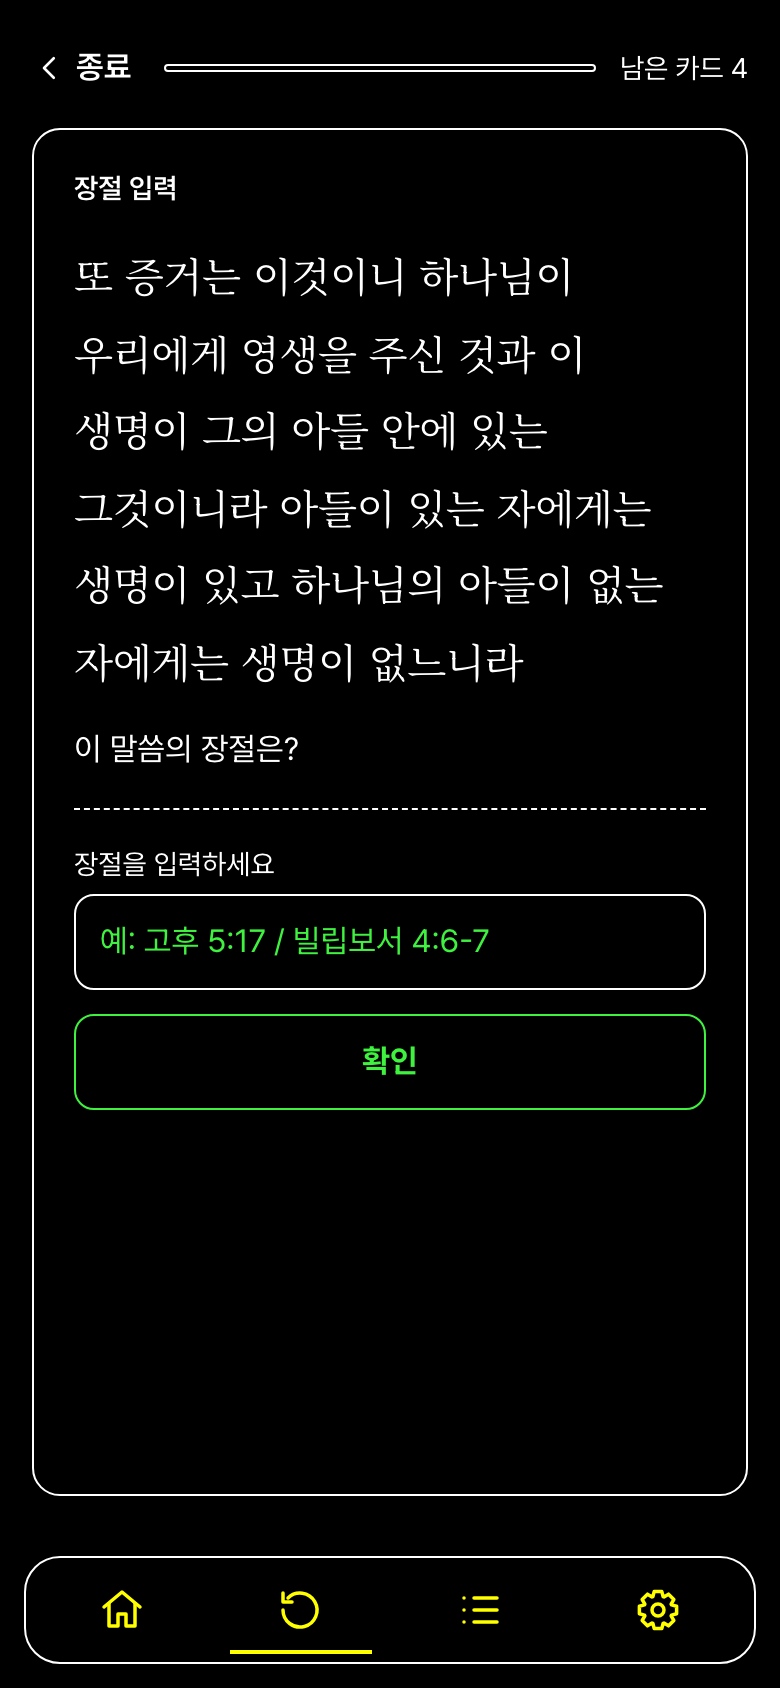 종료
남은 카드 4
장절 입력
또 증거는 이것이니 하나님이
우리에게 영생을 주신 것과 이
생명이 그의 아들 안에 있는
그것이니라 아들이 있는 자에게는
생명이 있고 하나님의 아들이 없는
자에게는 생명이 없느니라
이 말씀의 장절은?
장절을 입력하세요
예: 고후 5:17 / 빌립보서 4:6-7
확인